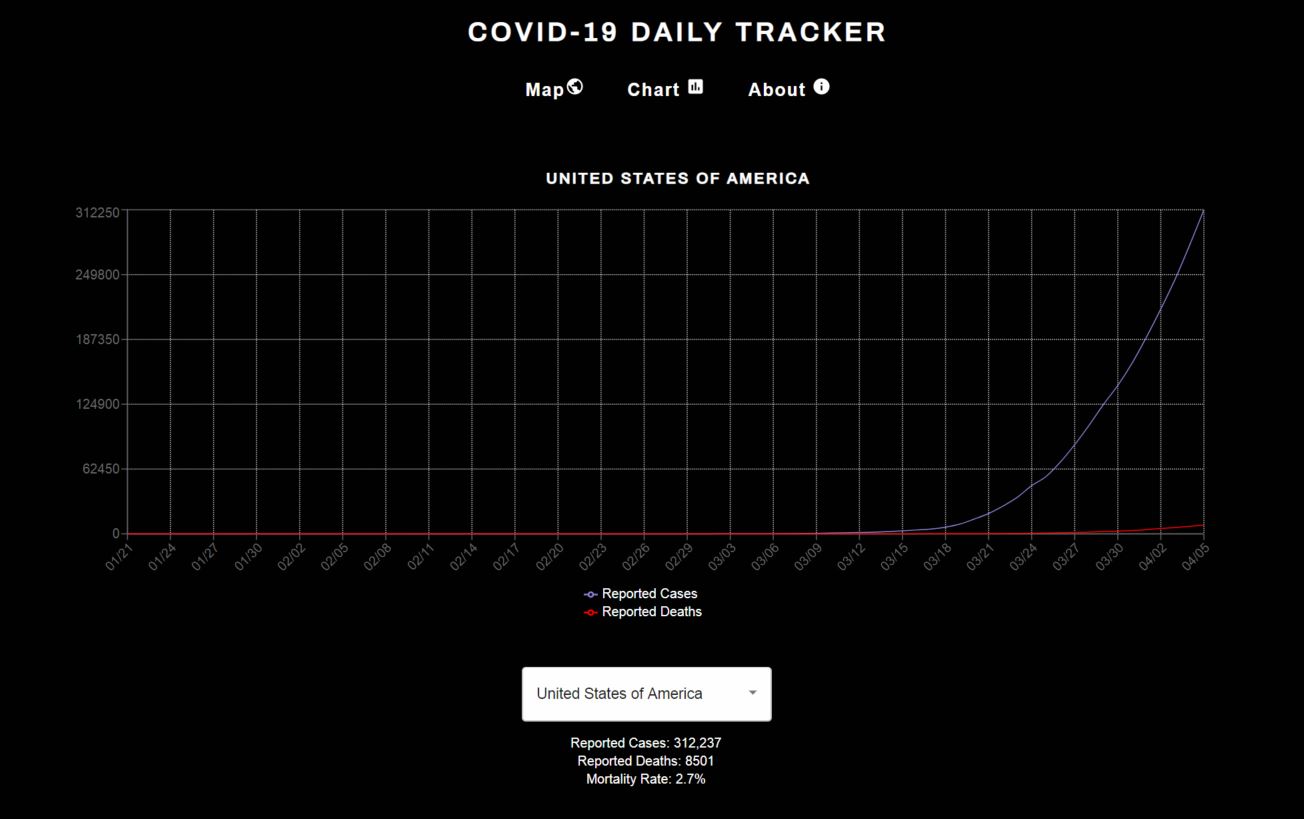 COVID-19 DAILY TRACKER
Map Chart About
UNITED STATES OF AMERICA
312250
249800
187350
124900
62450
0
01/21 01/24 01/27 01/30 02/02 02/05 02/08 02/11 02/14 02/17 02/20 02/23 02/26 02/29 03/03 03/06 03/09 03/12 03/15 03/18 03/21 03/24 03/27 03/30 04/02 04/05
Reported Cases
Reported Deaths
United States of America
Reported Cases: 312,237
Reported Deaths: 8501
Mortality Rate: 2.7%